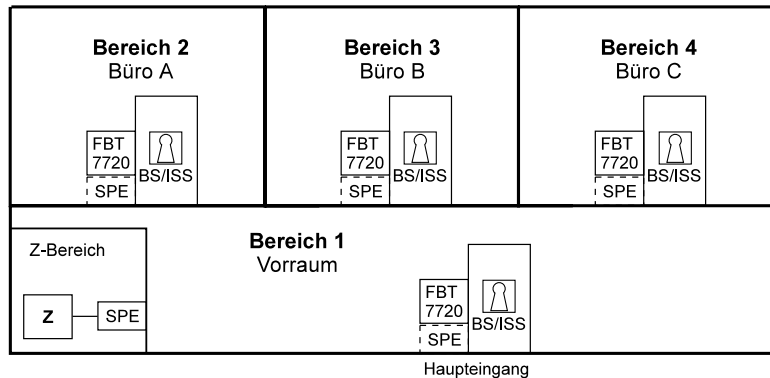 Bereich 2
Büro A
FBT
7720
BS/ISS
SPE
Bereich 3
Büro B
FBT
7720
BS/ISS
SPE
Bereich 4
Büro C
FBT
7720
BS/ISS
SPE
Z-Bereich
Z
SPE
Bereich 1
Vorraum
FBT
7720
BS/ISS
SPE
Haupteingang